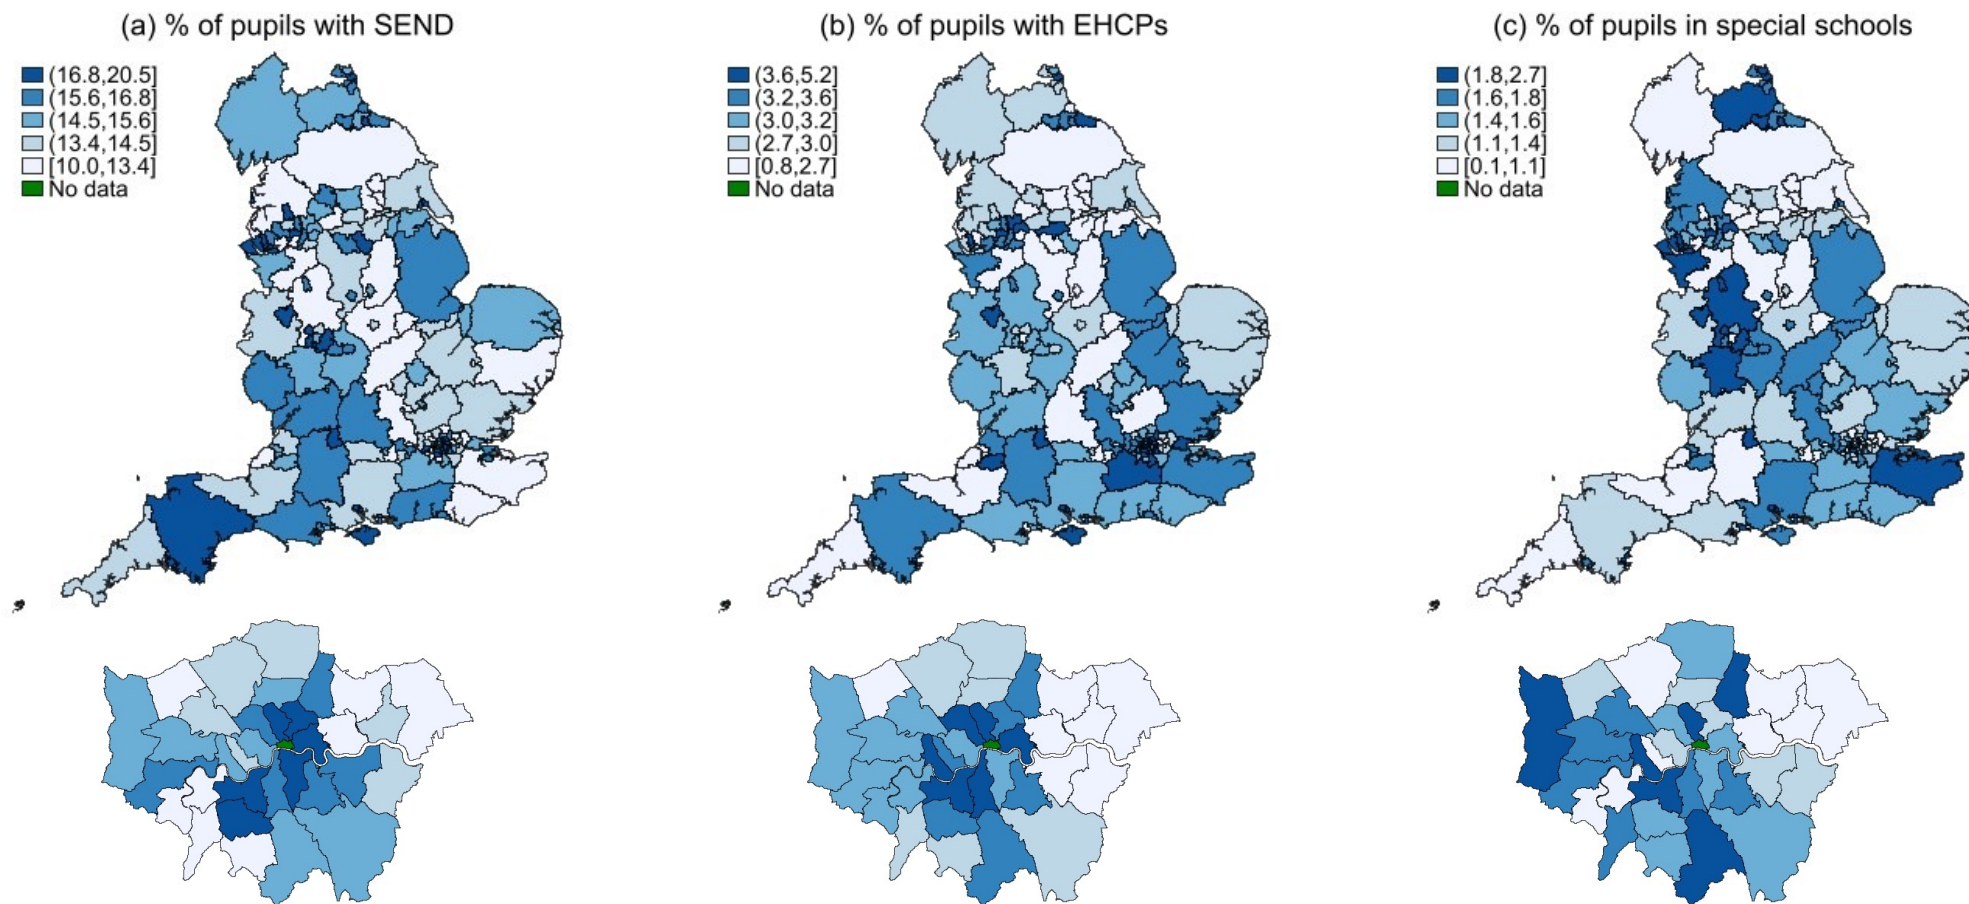 (a) % of pupils with SEND
(16.8,20.5]
(15.6,16.8]
(14.5,15.6]
(13.4,14.5]
[10.0,13.4]
No data
(b) % of pupils with EHCPs
(3.6,5.2]
(3.2,3.6]
(3.0,3.2]
(2.7,3.0]
[0.8,2.7]
No data
(c) % of pupils in special schools
(1.8,2.7]
(1.6,1.8]
(1.4,1.6]
(1.1,1.4]
[0.1,1.1]
No data